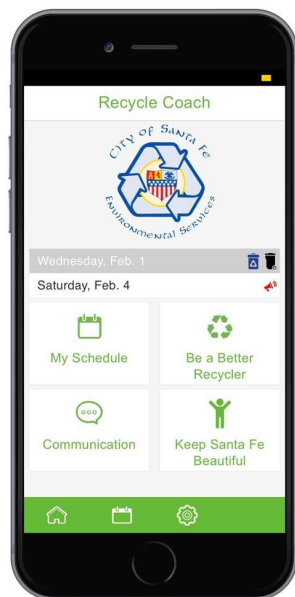 Recycle Coach
CITY OF SANTA FE
ENVIRONMENTAL SERVICES
Wednesday, Feb. 1
Saturday, Feb. 4
My Schedule
Be a Better
Recycler
Communication
Keep Santa Fe
Beautiful